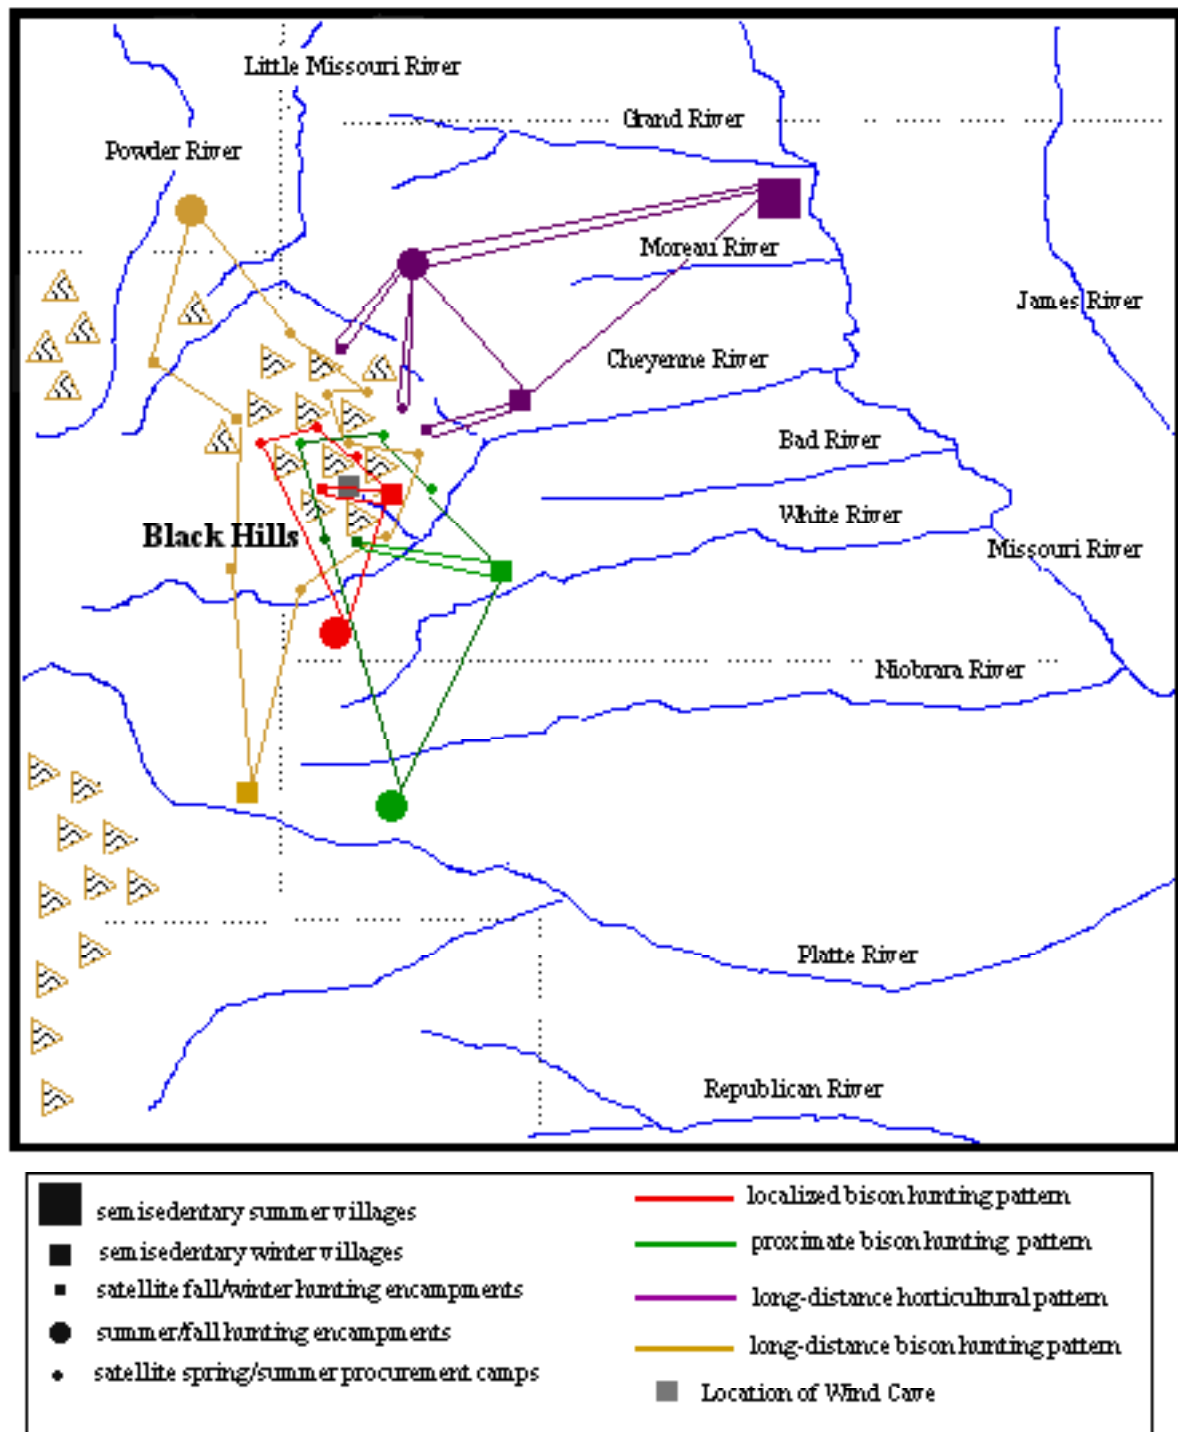 Little Missouri River
Grand River
Powder River
Moreau River
James River
Cheyenne River
Bad River
White River
Black Hills
Missouri River
Niobrara River
Platte River
Republican River
semisedentary summer villages
semisedentary winter villages
satellite fall/winter hunting encampments
summer/fall hunting encampments
satellite spring/summer procurement camps
localized bison hunting pattern
proximate bison hunting pattern
long-distance horticultural pattern
long-distance bison hunting pattern
Location of Wind Cave